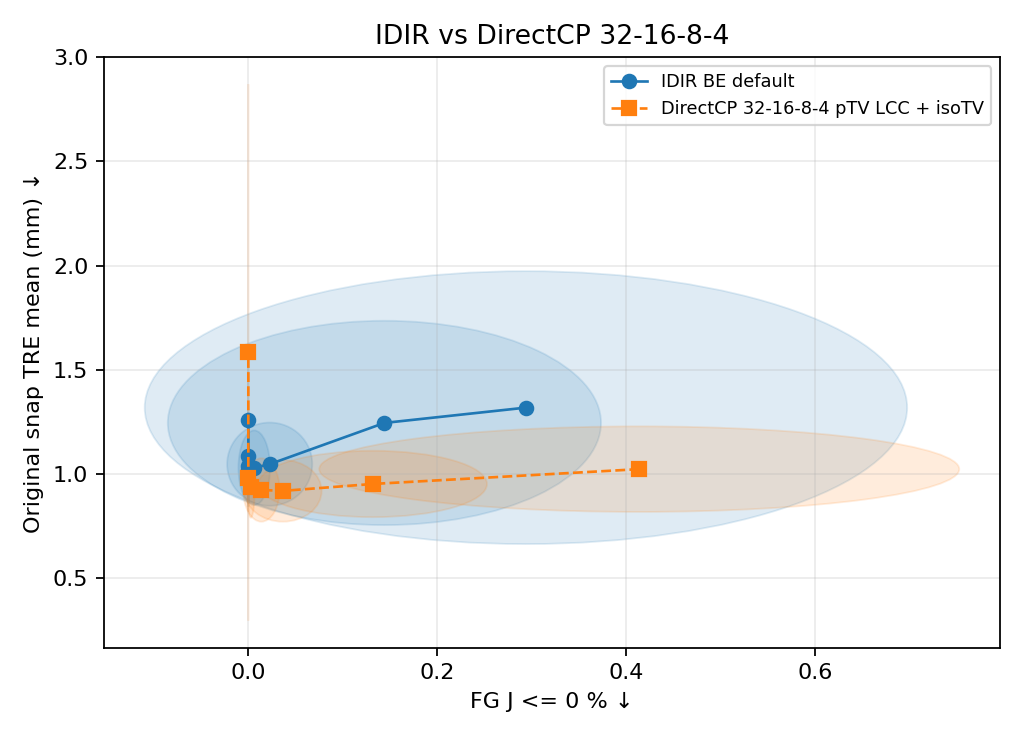 IDIR vs DirectCP 32-16-8-4
IDIR BE default
DirectCP 32-16-8-4 pTV LCC + isoTV
Original snap TRE mean (mm) ↓
3.0
2.5
2.0
1.5
1.0
0.5
0.0
0.2
0.4
0.6
FG J <= 0 % ↓